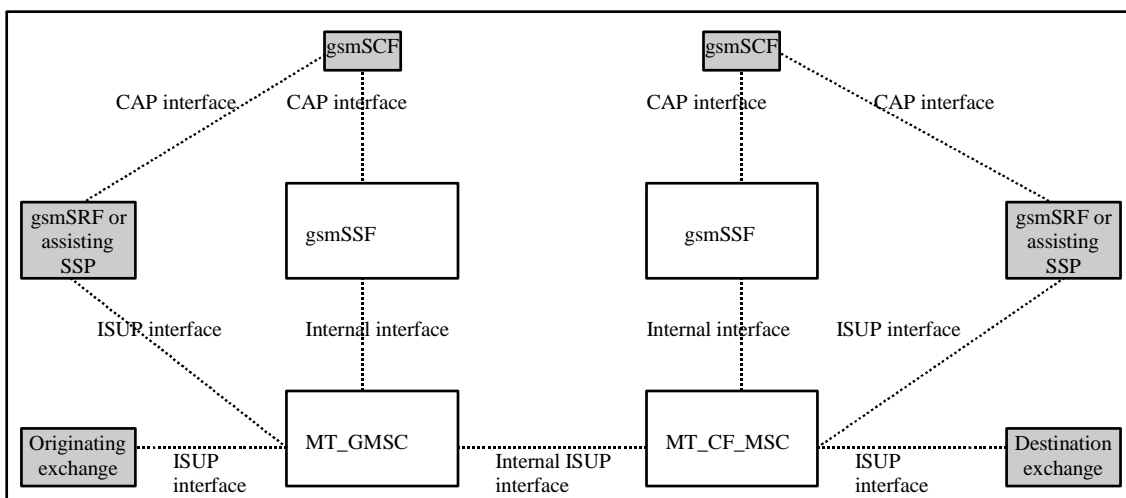 gsmSCF
gsmSCF
CAP interface
CAP interface
CAP interface
CAP interface
gsmSRF or
assisting
SSP
gsmSSF
gsmSSF
gsmSRF or
assisting
SSP
ISUP interface
Internal interface
Internal interface
ISUP interface
Originating
exchange
ISUP
interface
MT_GMSC
Internal ISUP
interface
MT_CF_MSC
ISUP
interface
Destination
exchange